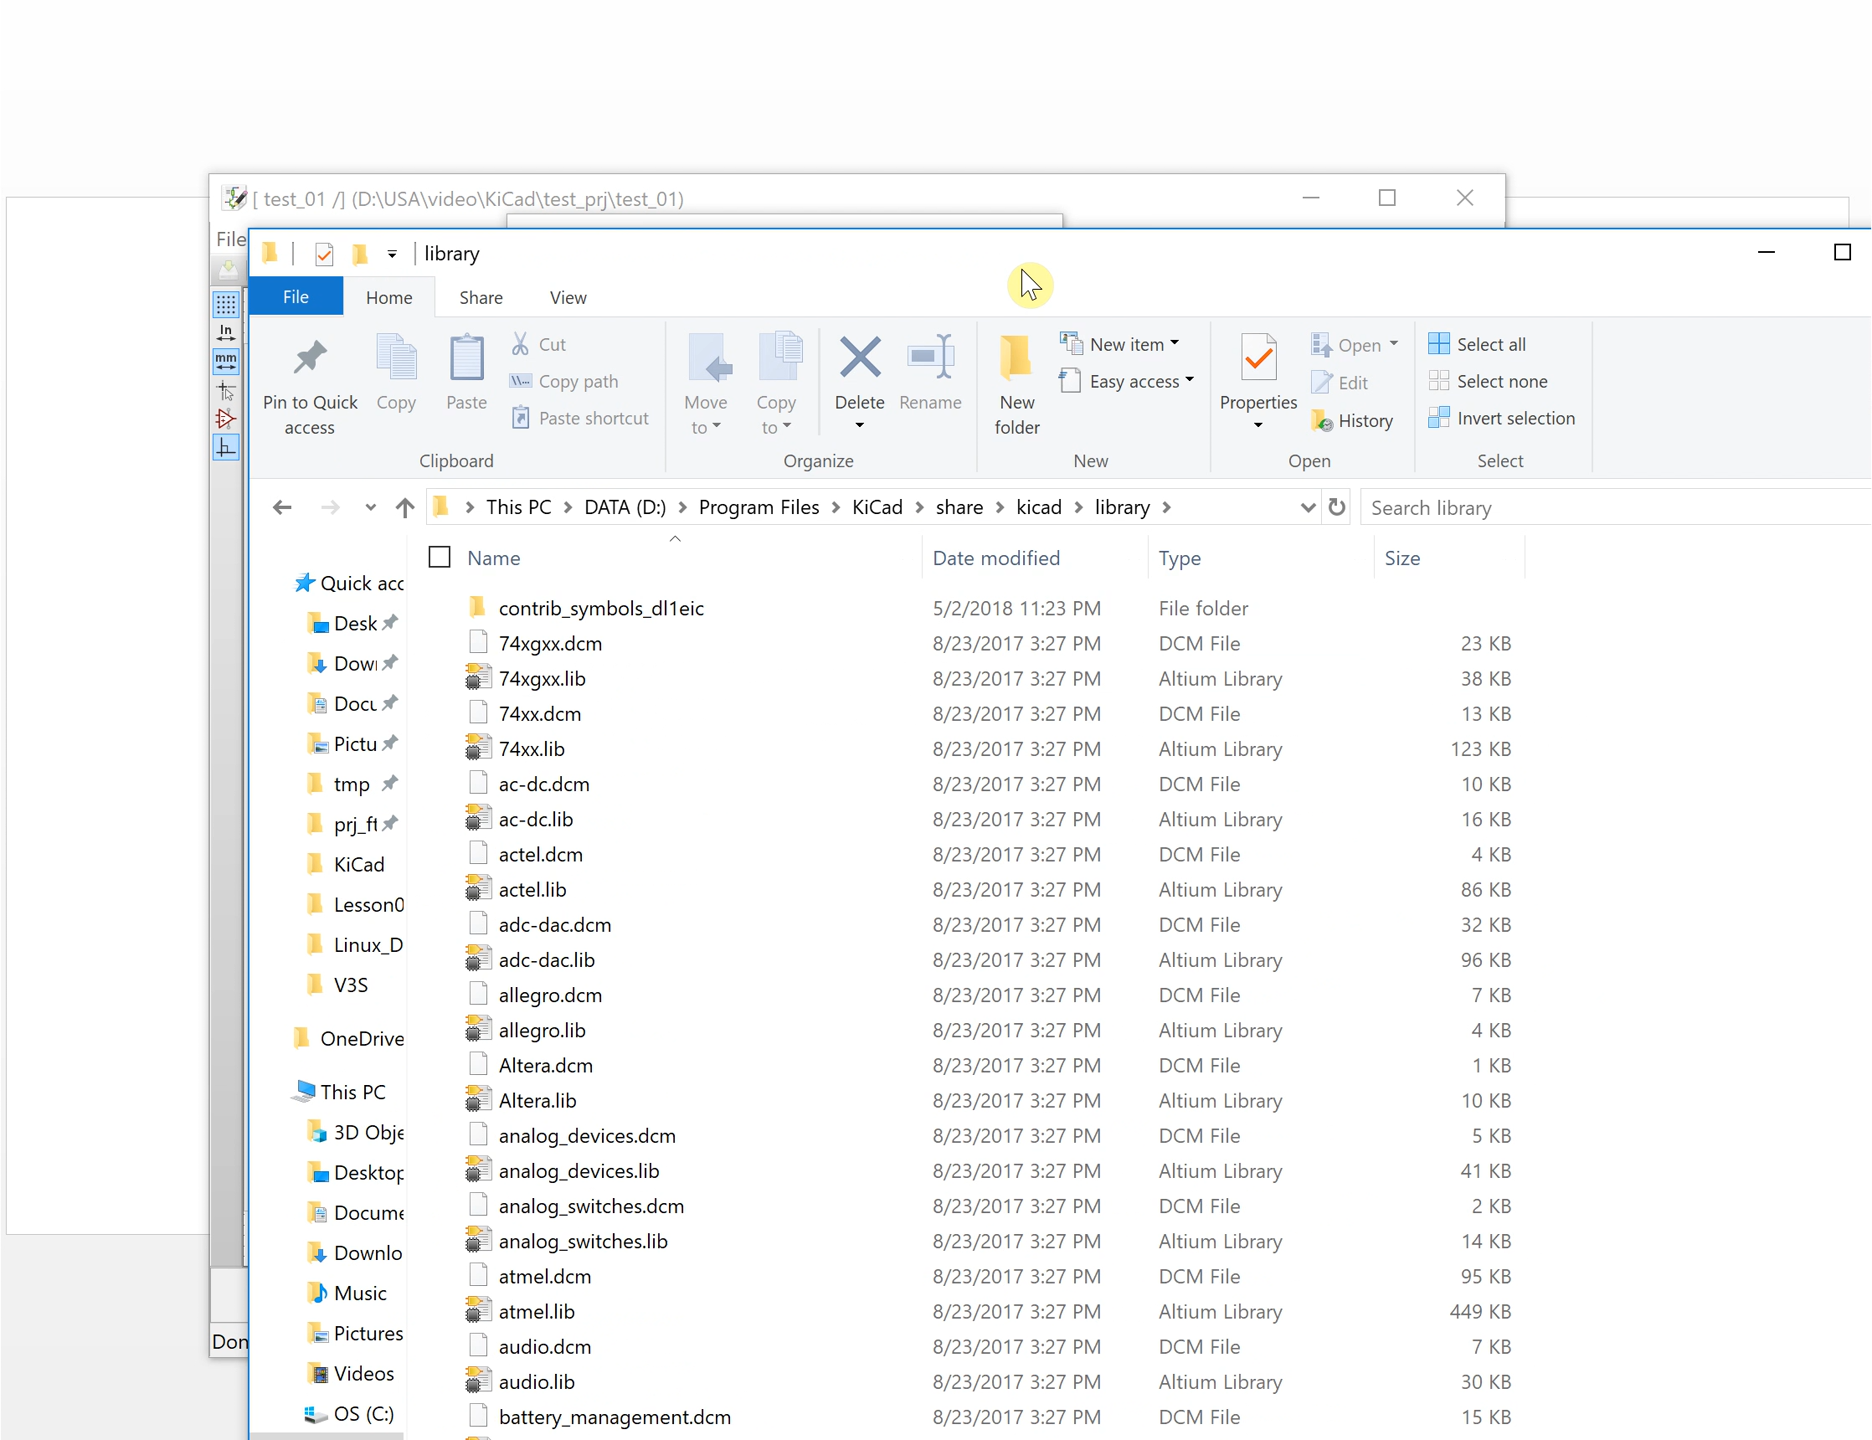 [ test_01 /] (D:\USA\video\KiCad\test_prj\test_01)
File
library
File Home Share View
Pin to Quick access
Copy
Paste
Cut
Copy path
Paste shortcut
Clipboard
Move to
Copy to
Delete
Rename
Organize
New folder
New item
Easy access
New
Properties
Open
Edit
History
Open
Select all
Select none
Invert selection
Select
In
mm
This PC DATA (D:) Program Files KiCad share kicad library
Search library
Name Date modified Type Size
Quick acc
Desk
Dow
Docu
Pictu
tmp
prj_ft
KiCad
Lesson0
Linux_D
V3S
OneDrive
This PC
3D Obje
Desktop
Docume
Downlo
Music
Pictures
Videos
OS (C:)
Don
contrib_symbols_dl1eic 5/2/2018 11:23 PM File folder
74xgxx.dcm 8/23/2017 3:27 PM DCM File 23 KB
74xgxx.lib 8/23/2017 3:27 PM Altium Library 38 KB
74xx.dcm 8/23/2017 3:27 PM DCM File 13 KB
74xx.lib 8/23/2017 3:27 PM Altium Library 123 KB
ac-dc.dcm 8/23/2017 3:27 PM DCM File 10 KB
ac-dc.lib 8/23/2017 3:27 PM Altium Library 16 KB
actel.dcm 8/23/2017 3:27 PM DCM File 4 KB
actel.lib 8/23/2017 3:27 PM Altium Library 86 KB
adc-dac.dcm 8/23/2017 3:27 PM DCM File 32 KB
adc-dac.lib 8/23/2017 3:27 PM Altium Library 96 KB
allegro.dcm 8/23/2017 3:27 PM DCM File 7 KB
allegro.lib 8/23/2017 3:27 PM Altium Library 4 KB
Altera.dcm 8/23/2017 3:27 PM DCM File 1 KB
Altera.lib 8/23/2017 3:27 PM Altium Library 10 KB
analog_devices.dcm 8/23/2017 3:27 PM DCM File 5 KB
analog_devices.lib 8/23/2017 3:27 PM Altium Library 41 KB
analog_switches.dcm 8/23/2017 3:27 PM DCM File 2 KB
analog_switches.lib 8/23/2017 3:27 PM Altium Library 14 KB
atmel.dcm 8/23/2017 3:27 PM DCM File 95 KB
atmel.lib 8/23/2017 3:27 PM Altium Library 449 KB
audio.dcm 8/23/2017 3:27 PM DCM File 7 KB
audio.lib 8/23/2017 3:27 PM Altium Library 30 KB
battery_management.dcm 8/23/2017 3:27 PM DCM File 15 KB